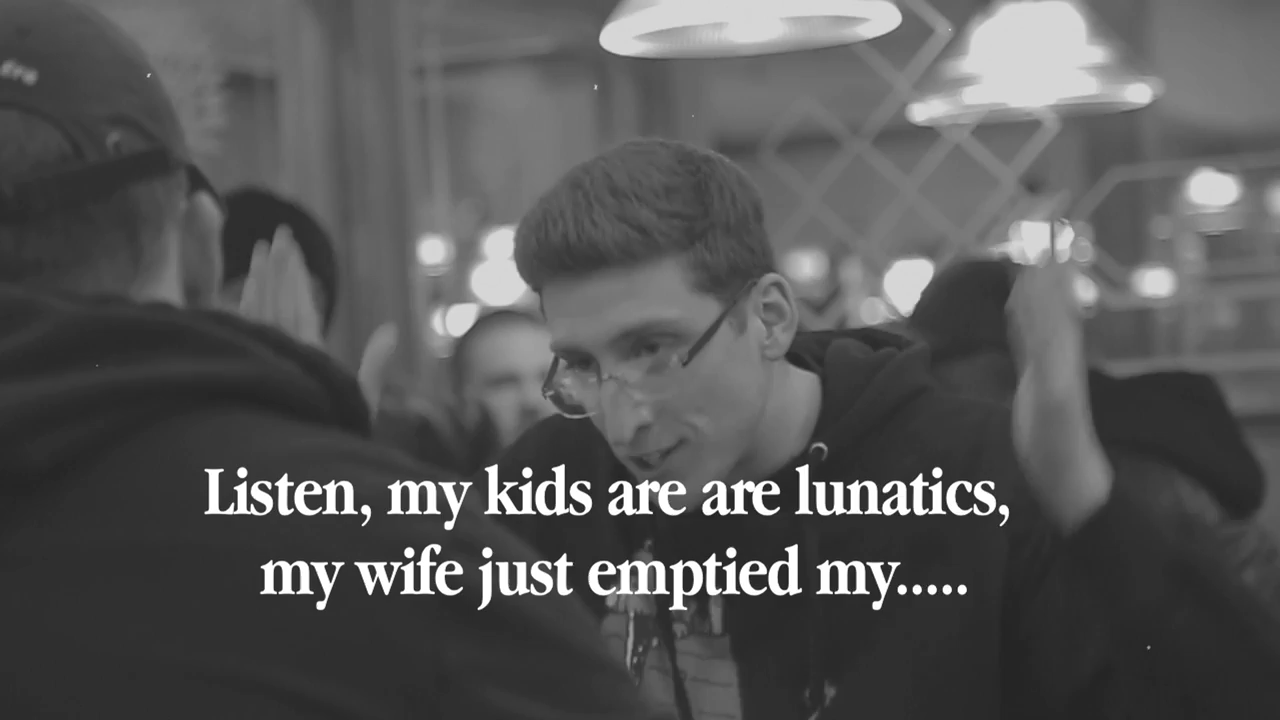 Listen, my kids are are lunatics,
my wife just emptied my.....